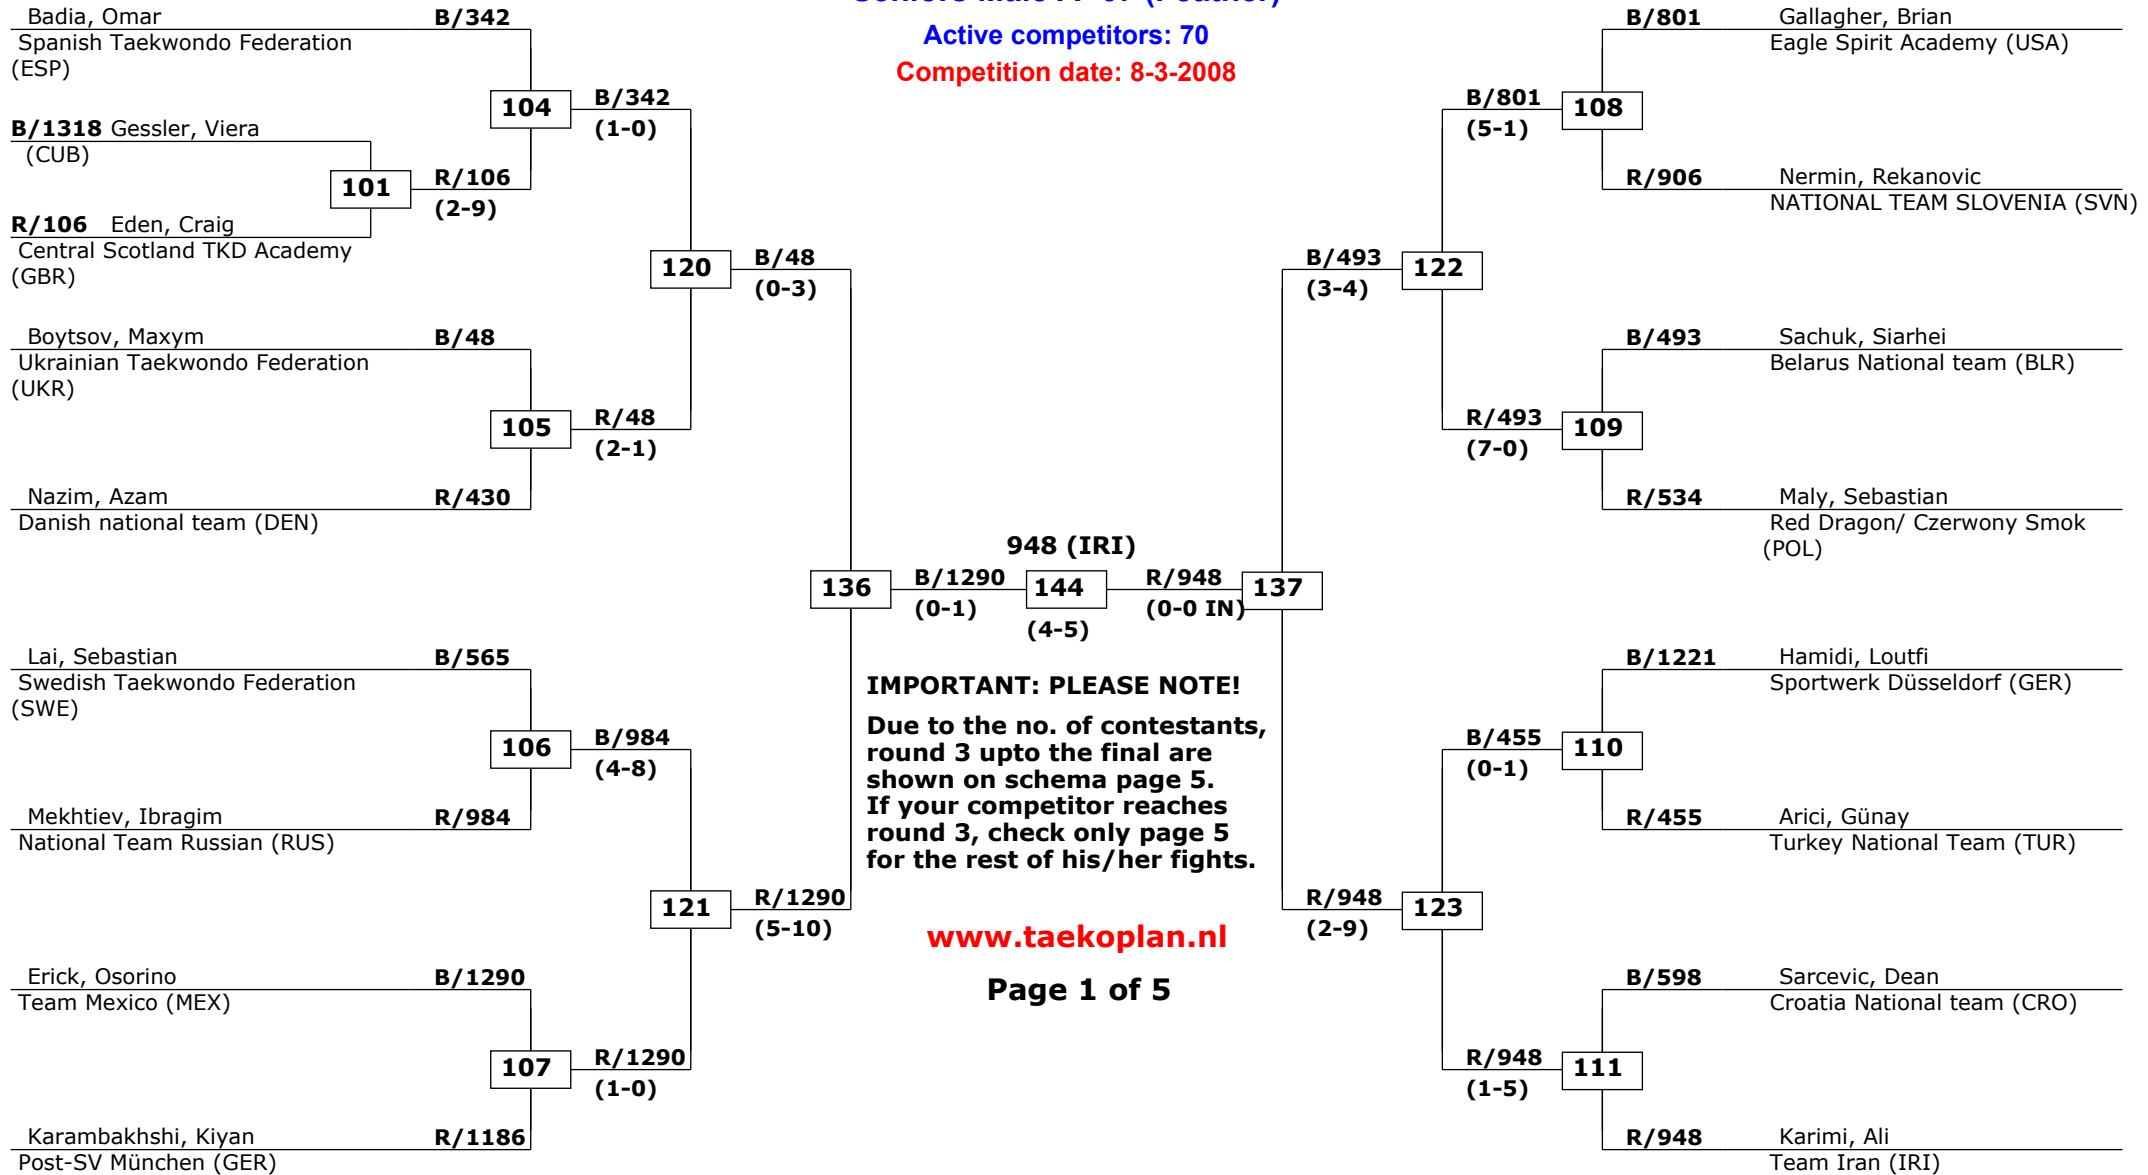 Active competitors: 70
Competition date: 8-3-2008
Badia, Omar B/342
Spanish Taekwondo Federation
(ESP)
B/1318 Gessler, Viera
(CUB)
R/106 Eden, Craig
Central Scotland TKD Academy
(GBR)
101 R/106
(2-9)
104 B/342
(1-0)
Boytsov, Maxym B/48
Ukrainian Taekwondo Federation
(UKR)
Nazim, Azam R/430
Danish national team (DEN)
105 R/48
(2-1)
120 B/48
(0-3)
Lai, Sebastian B/565
Swedish Taekwondo Federation
(SWE)
Mekhtiev, Ibragim R/984
National Team Russian (RUS)
106 B/984
(4-8)
Erick, Osorino B/1290
Team Mexico (MEX)
Karambakhshi, Kiyan R/1186
Post-SV München (GER)
107 R/1290
(1-0)
121 R/1290
(5-10)
136 B/1290
(0-1)
948 (IRI)
144
(4-5)
R/948 137
(0-0 IN)
IMPORTANT: PLEASE NOTE!
Due to the no. of contestants,
round 3 upto the final are
shown on schema page 5.
If your competitor reaches
round 3, check only page 5
for the rest of his/her fights.
www.taekoplan.nl
Page 1 of 5
B/801 Gallagher, Brian
Eagle Spirit Academy (USA)
B/801 108
(5-1)
R/906 Nermin, Rekanovic
NATIONAL TEAM SLOVENIA (SVN)
B/493 122
(3-4)
B/493 Sachuk, Siarhei
Belarus National team (BLR)
R/493 109
(7-0)
R/534 Maly, Sebastian
Red Dragon/ Czerwony Smok
(POL)
B/1221 Hamidi, Loutfi
Sportwerk Düsseldorf (GER)
B/455 110
(0-1)
R/455 Arici, Günay
Turkey National Team (TUR)
R/948 123
(2-9)
B/598 Sarcevic, Dean
Croatia National team (CRO)
R/948 111
(1-5)
R/948 Karimi, Ali
Team Iran (IRI)